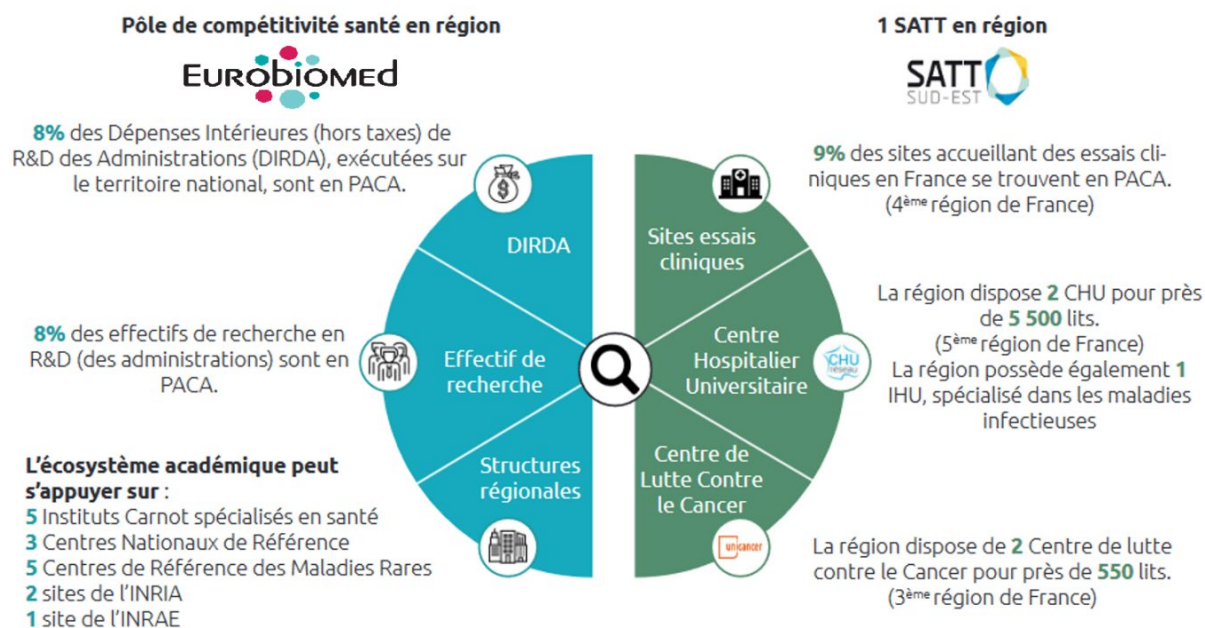 Pôle de compétitivité santé en région
EUROBIOMED
8% des Dépenses Intérieures (hors taxes) de
R&D des Administrations (DIRDA), exécutées sur
le territoire national, sont en PACA.
DIRDA
8% des effectifs de recherche en
R&D (des administrations) sont en
PACA.
Effectif de
recherche
L'écosystème académique peut
s'appuyer sur :
5 Instituts Carnot spécialisés en santé
3 Centres Nationaux de Référence
5 Centres de Référence des Maladies Rares
2 sites de l'INRIA
1 site de l'INRAE
Structures
régionales
1 SATT en région
SATT
SUD-EST
Sites essais
cliniques
9% des sites accueillant des essais cli-
niques en France se trouvent en PACA.
(4ème région de France)
Centre
Hospitalier
Universitaire
CHU
réseau
La région dispose 2 CHU pour près
de 5 500 lits.
(5ème région de France)
La région possède également 1
IHU, spécialisé dans les maladies
infectieuses
Centre de
Lutte Contre
le Cancer
unicancer
La région dispose de 2 Centre de lutte
contre le Cancer pour près de 550 lits.
(3ème région de France)